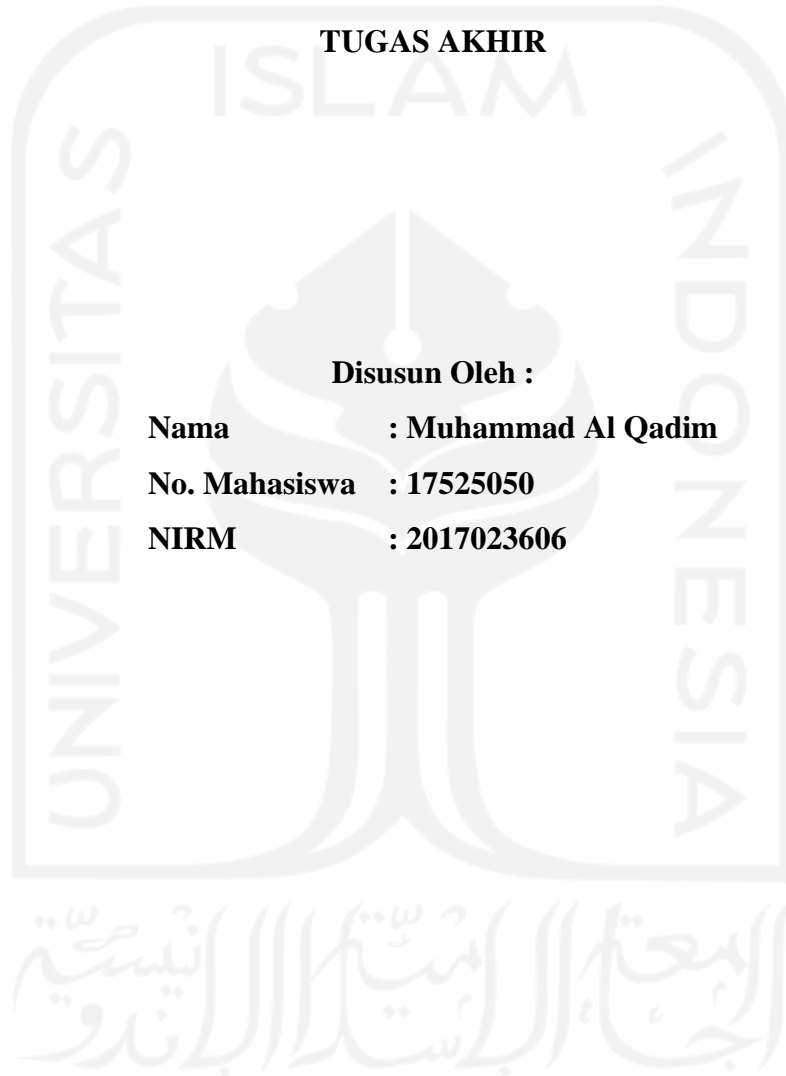 TUGAS AKHIR
ISLAM
UNIVERSITAS
INDONESIA
Disusun Oleh :
Nama : Muhammad Al Qadim
No. Mahasiswa : 17525050
NIRM : 2017023606